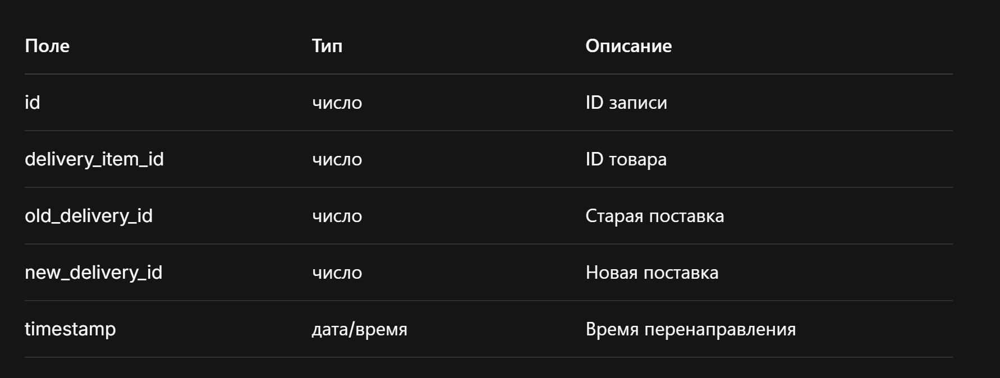 Поле Тип Описание
id число ID записи
delivery_item_id число ID товара
old_delivery_id число Старая поставка
new_delivery_id число Новая поставка
timestamp дата/время Время перенаправления